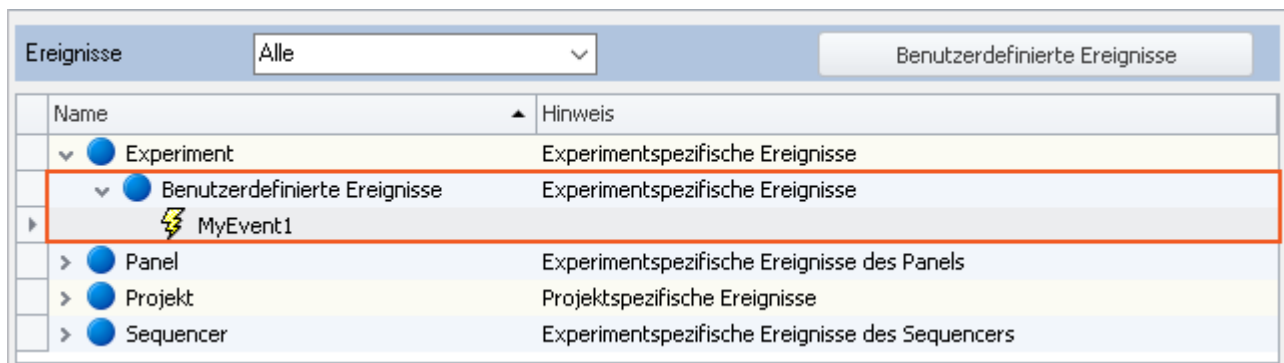 Ereignisse Alle Benutzerdefinierte Ereignisse
Name Hinweis
Experiment Experimentspezifische Ereignisse
Benutzerdefinierte Ereignisse Experimentspezifische Ereignisse
MyEvent1
Panel Experimentspezifische Ereignisse des Panels
Projekt Projektspezifische Ereignisse
Sequencer Experimentspezifische Ereignisse des Sequencers